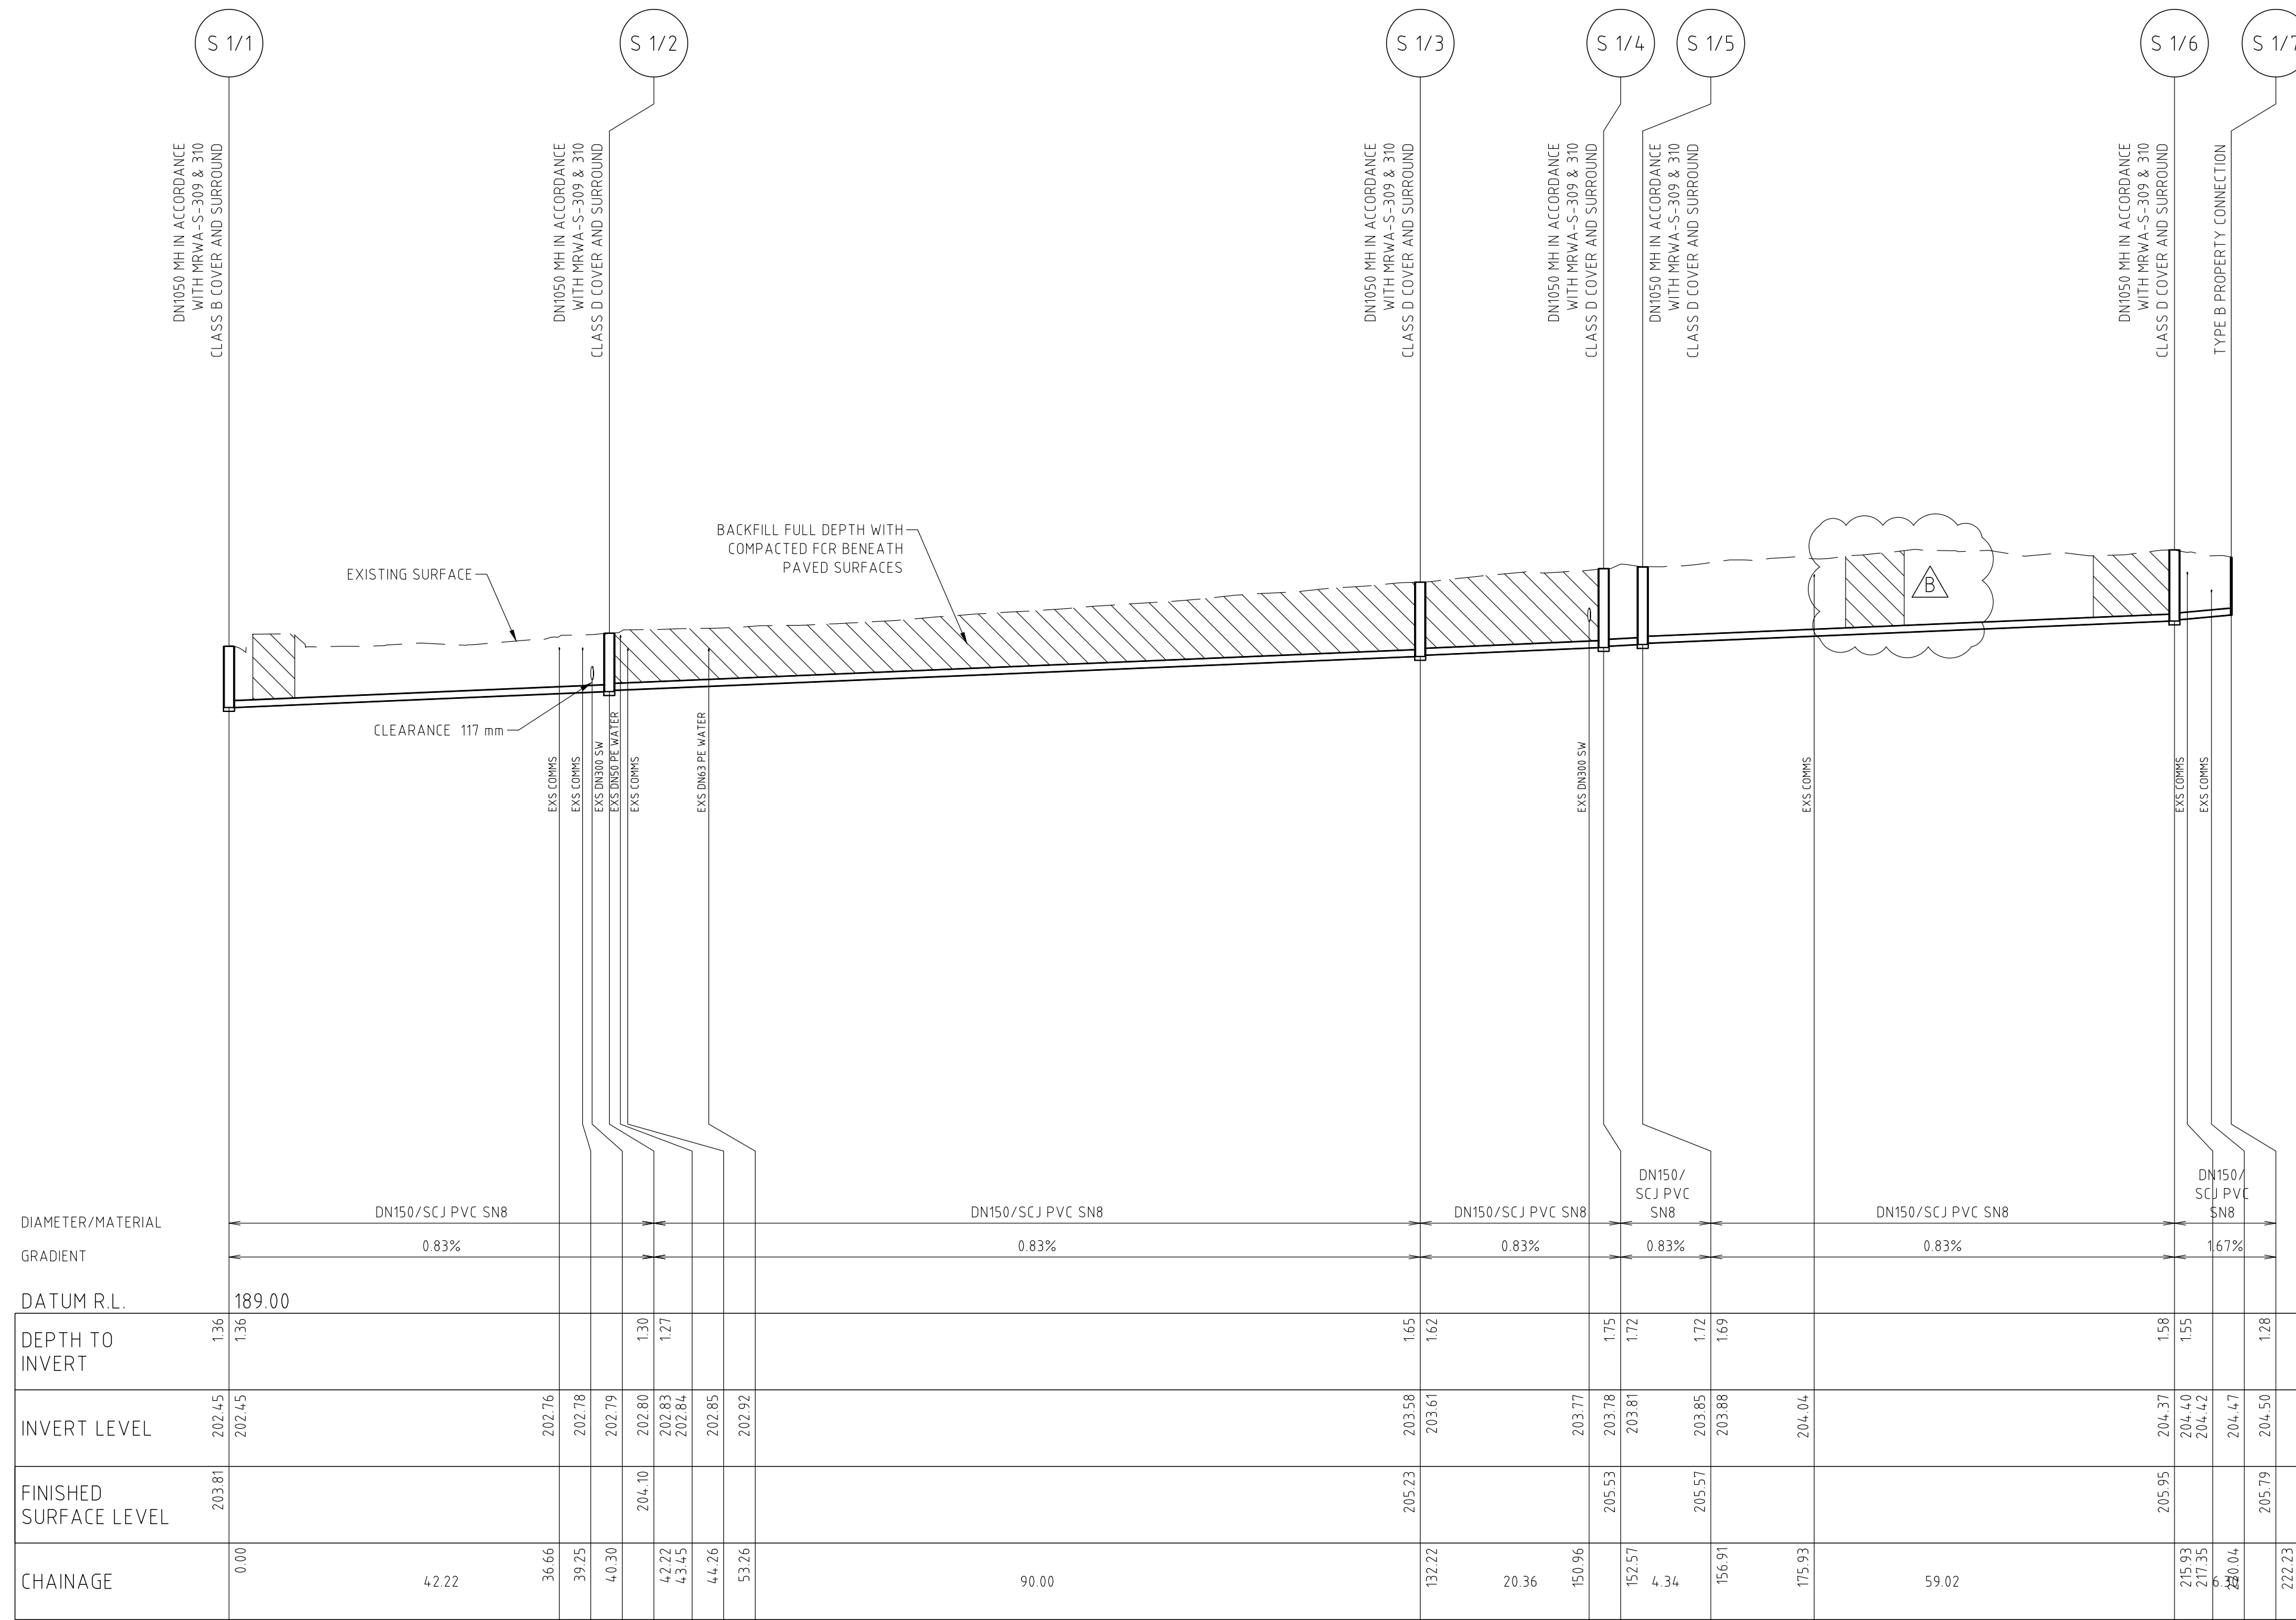 S 1/1
S 1/2
S 1/3
S 1/4
S 1/5
S 1/6
S 1/7
DN1050 MH IN ACCORDANCE
WITH MRWA-S-309 & 310
CLASS B COVER AND SURROUND
DN1050 MH IN ACCORDANCE
WITH MRWA-S-309 & 310
CLASS D COVER AND SURROUND
DN1050 MH IN ACCORDANCE
WITH MRWA-S-309 & 310
CLASS D COVER AND SURROUND
DN1050 MH IN ACCORDANCE
WITH MRWA-S-309 & 310
CLASS D COVER AND SURROUND
DN1050 MH IN ACCORDANCE
WITH MRWA-S-309 & 310
CLASS D COVER AND SURROUND
DN1050 MH IN ACCORDANCE
WITH MRWA-S-309 & 310
CLASS D COVER AND SURROUND
TYPE B PROPERTY CONNECTION
BACKFILL FULL DEPTH WITH
COMPACTED FCR BENEATH
PAVED SURFACES
EXISTING SURFACE
B
CLEARANCE 117 mm
EXS COMMS
EXS COMMS
EXS DN300 SW
EXS DN50 PE WATER
EXS COMMS
EXS DN63 PE WATER
EXS DN300 SW
EXS COMMS
EXS COMMS
EXS COMMS
DIAMETER/MATERIAL
DN150/SCJ PVC SN8
DN150/SCJ PVC SN8
DN150/SCJ PVC SN8
DN150/
SCJ PVC
SN8
DN150/SCJ PVC SN8
DN150/
SCJ PVC
SN8
GRADIENT
0.83%
0.83%
0.83%
0.83%
0.83%
1.67%
DATUM R.L.
189.00
DEPTH TO
INVERT
1.36
1.36
1.30
1.27
1.65
1.62
1.75
1.72
1.72
1.69
1.58
1.55
1.28
INVERT LEVEL
202.45
202.45
202.76
202.78
202.79
202.80
202.83
202.84
202.85
202.92
203.58
203.61
203.77
203.78
203.81
203.85
203.88
204.04
204.37
204.40
204.42
204.47
204.50
FINISHED
SURFACE LEVEL
203.81
204.10
205.23
205.53
205.57
205.95
205.79
CHAINAGE
0.00
42.22
36.66
39.25
40.30
42.22
43.45
44.26
53.26
90.00
132.22
20.36
150.96
152.57
4.34
156.91
175.93
59.02
215.93
217.35
222.23